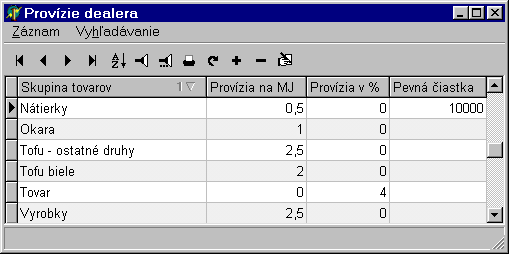 Provízie dealera
Záznam Vyhľadávanie
Skupina tovarov 1 Provízia na MJ Provízia v % Pevná čiastka
Nátierky 0,5 0 10000
Okara 1 0
Tofu - ostatné druhy 2,5 0
Tofu biele 2 0
Tovar 0 4
Vyrobky 2,5 0